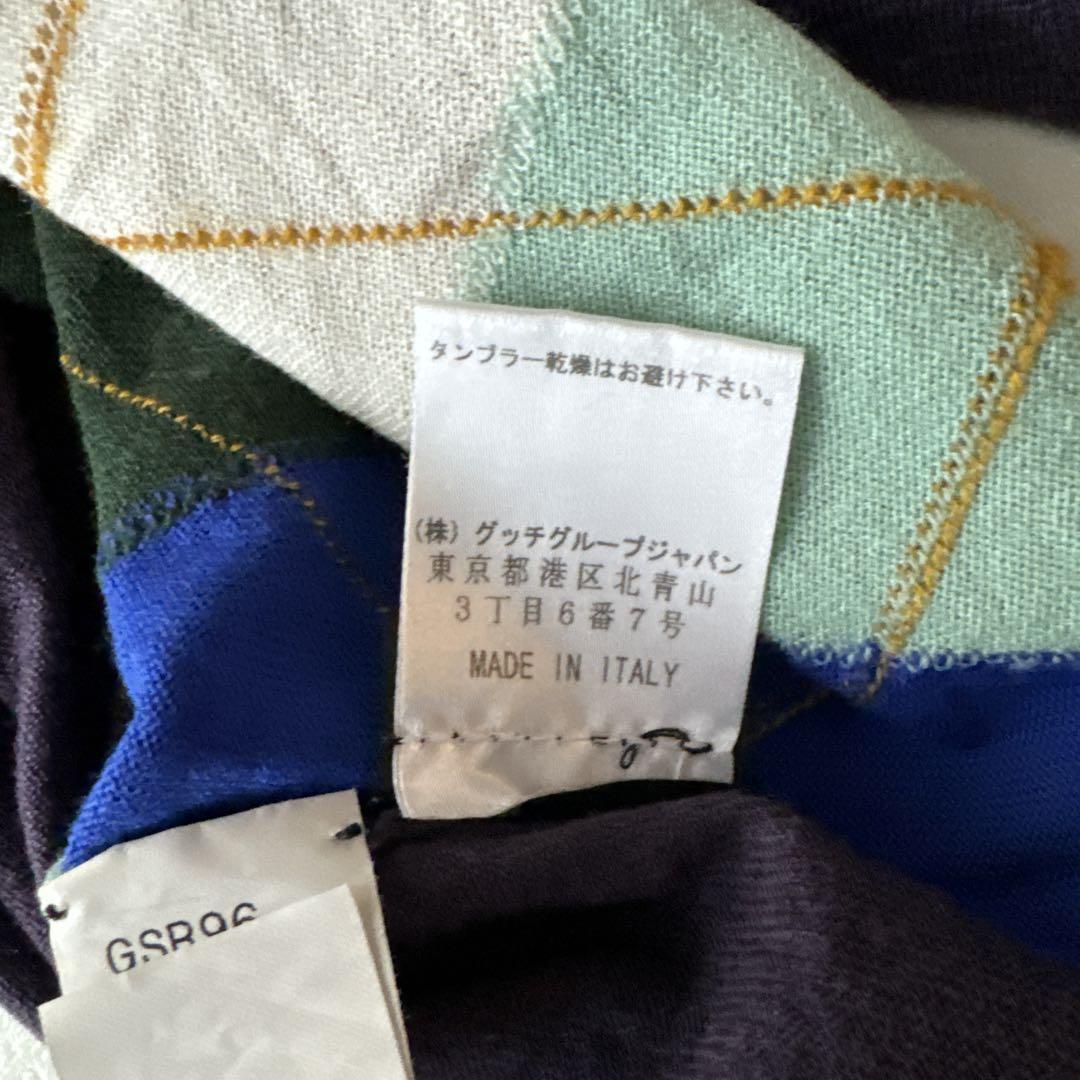 タンブラー乾燥はお避け下さい。
(株) グッチグループジャパン
東京都港区北青山
3丁目6番7号
MADE IN ITALY